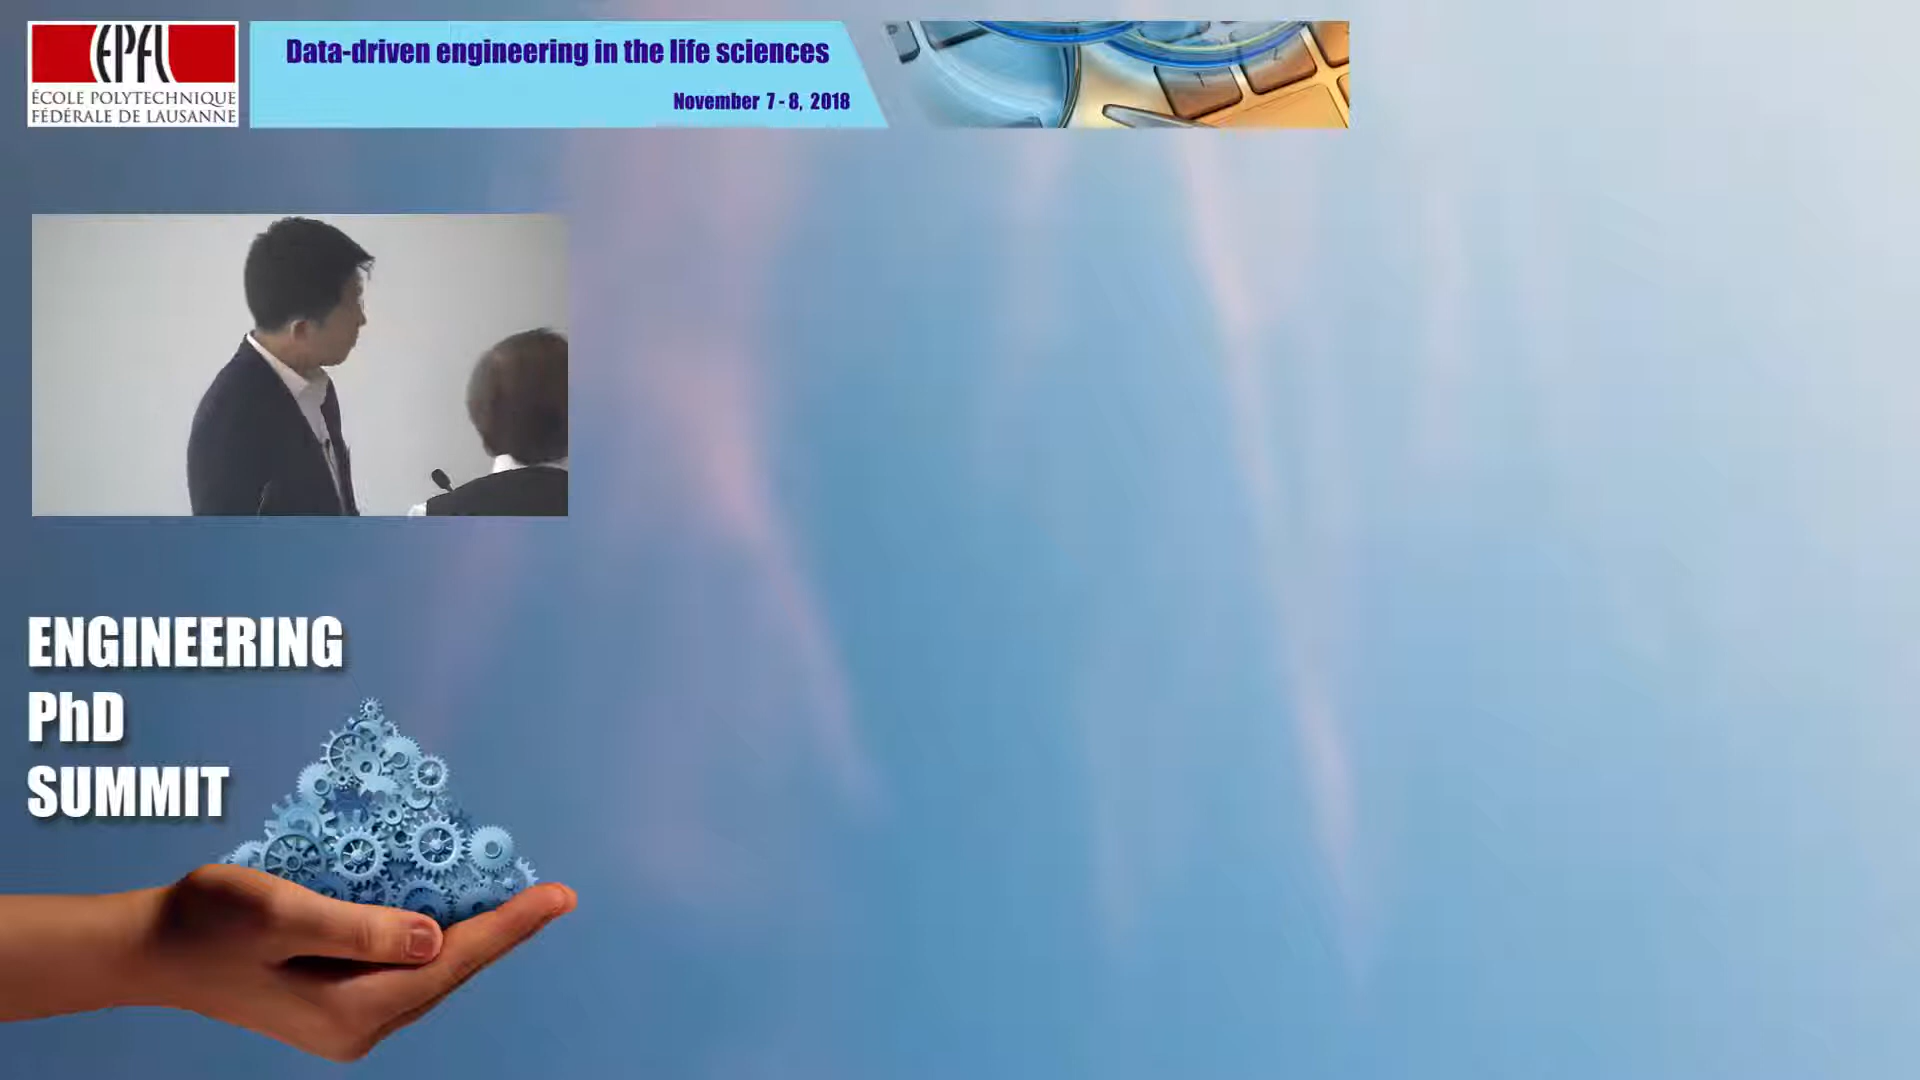 EPFL
ÉCOLE POLYTECHNIQUE
FÉDÉRALE DE LAUSANNE
Data-driven engineering in the life sciences
November 7 - 8, 2018
ENGINEERING
PhD
SUMMIT